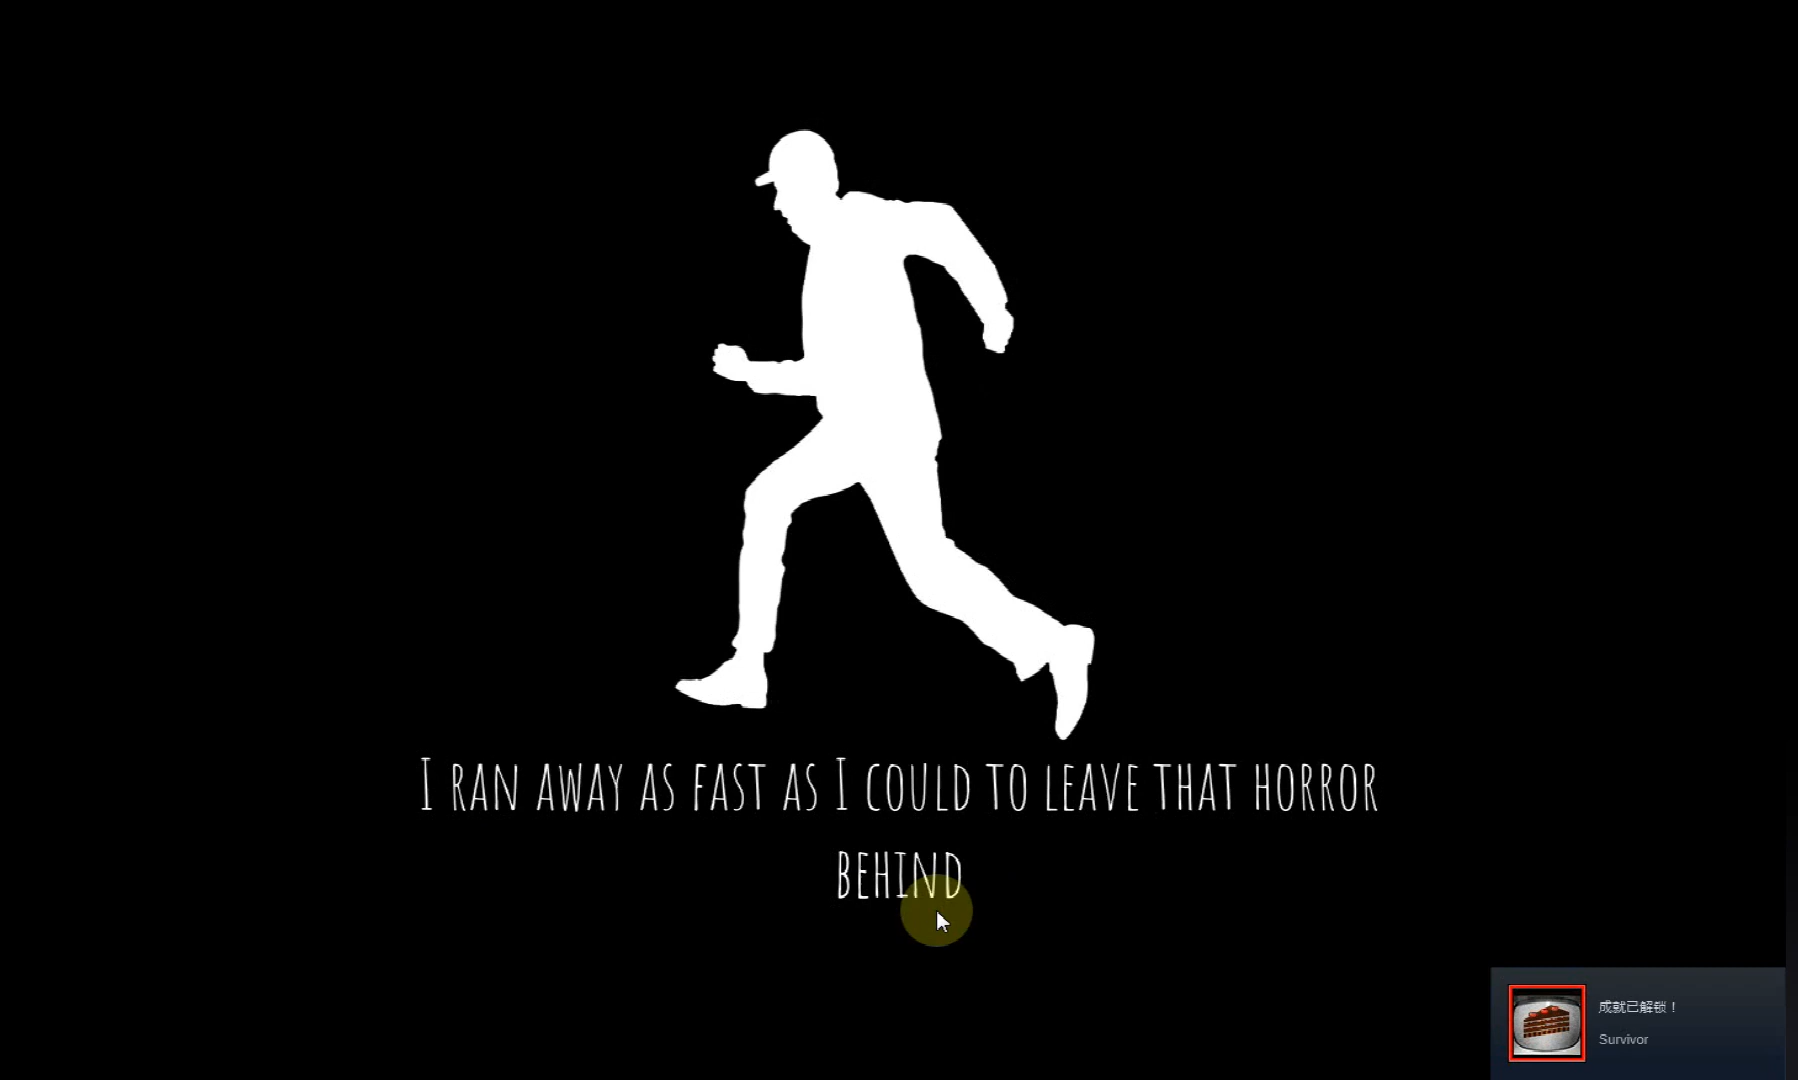 I RAN AWAY AS FAST AS I COULD TO LEAVE THAT HORROR
BEHIND
成就已解锁！
Survivor